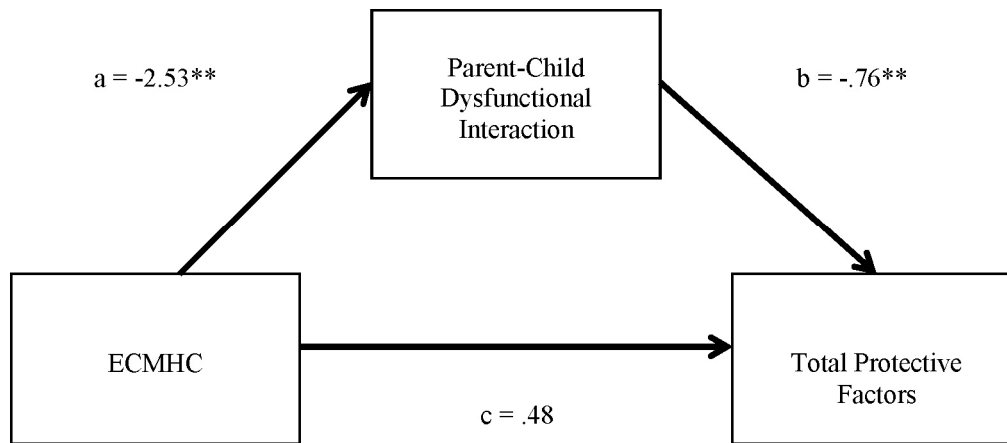 a = -2.53**
Parent-Child
Dysfunctional
Interaction
b = -.76**
ECMHC
c = .48
Total Protective
Factors